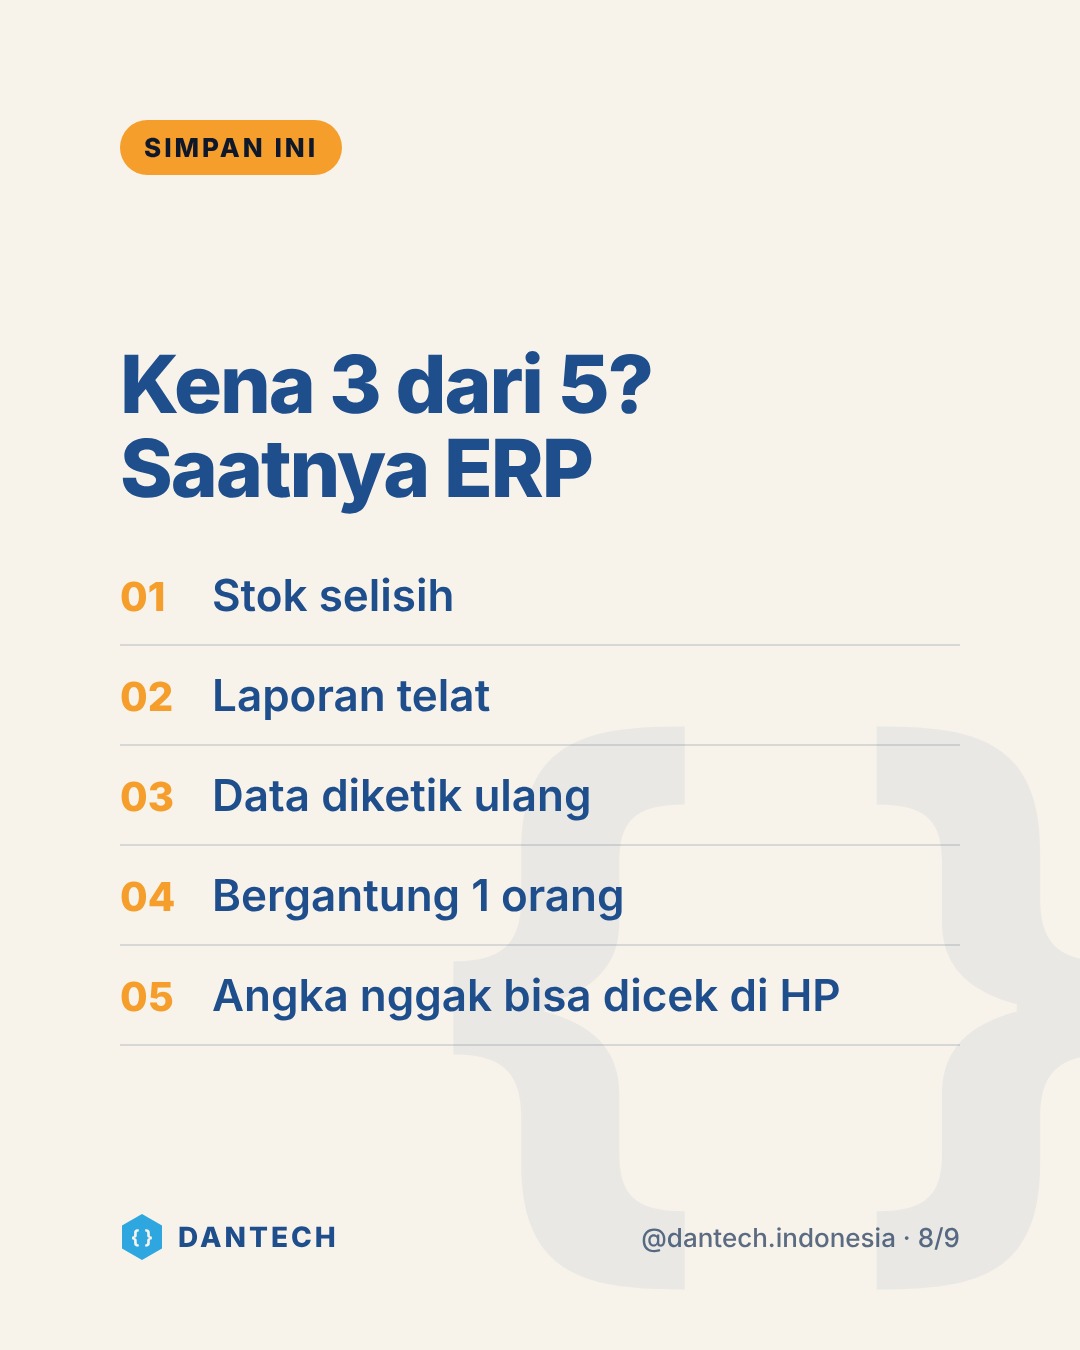 SIMPAN INI
Kena 3 dari 5?
Saatnya ERP
01 Stok selisih
02 Laporan telat
03 Data diketik ulang
04 Bergantung 1 orang
05 Angka nggak bisa dicek di HP
{ }
{} DANTECH
@dantech.indonesia · 8/9